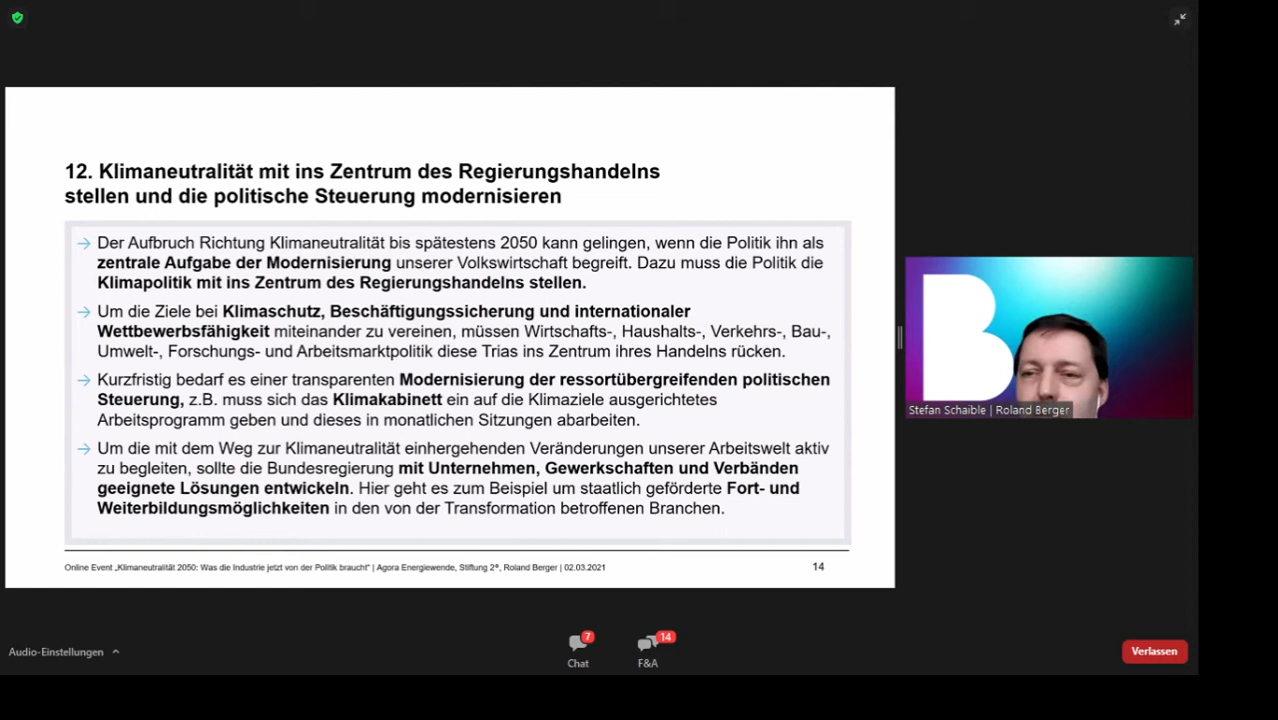 12. Klimaneutralität mit ins Zentrum des Regierungshandelns
stellen und die politische Steuerung modernisieren
→ Der Aufbruch Richtung Klimaneutralität bis spätestens 2050 kann gelingen, wenn die Politik ihn als
zentrale Aufgabe der Modernisierung unserer Volkswirtschaft begreift. Dazu muss die Politik die
Klimapolitik mit ins Zentrum des Regierungshandelns stellen.
→ Um die Ziele bei Klimaschutz, Beschäftigungssicherung und internationaler
Wettbewerbsfähigkeit miteinander zu vereinen, müssen Wirtschafts-, Haushalts-, Verkehrs-, Bau-,
Umwelt-, Forschungs- und Arbeitsmarktpolitik diese Trias ins Zentrum ihres Handelns rücken.
→ Kurzfristig bedarf es einer transparenten Modernisierung der ressortübergreifenden politischen
Steuerung, z.B. muss sich das Klimakabinett ein auf die Klimaziele ausgerichtetes
Arbeitsprogramm geben und dieses in monatlichen Sitzungen abarbeiten.
→ Um die mit dem Weg zur Klimaneutralität einhergehenden Veränderungen unserer Arbeitswelt aktiv
zu begleiten, sollte die Bundesregierung mit Unternehmen, Gewerkschaften und Verbänden
geeignete Lösungen entwickeln. Hier geht es zum Beispiel um staatlich geförderte Fort- und
Weiterbildungsmöglichkeiten in den von der Transformation betroffenen Branchen.
Online Event „Klimaneutralität 2050: Was die Industrie jetzt von der Politik braucht" | Agora Energiewende, Stiftung 2°, Roland Berger | 02.03.2021
14
B
Stefan Schaible | Roland Berger
Audio-Einstellungen
7
Chat
14
F&A
Verlassen